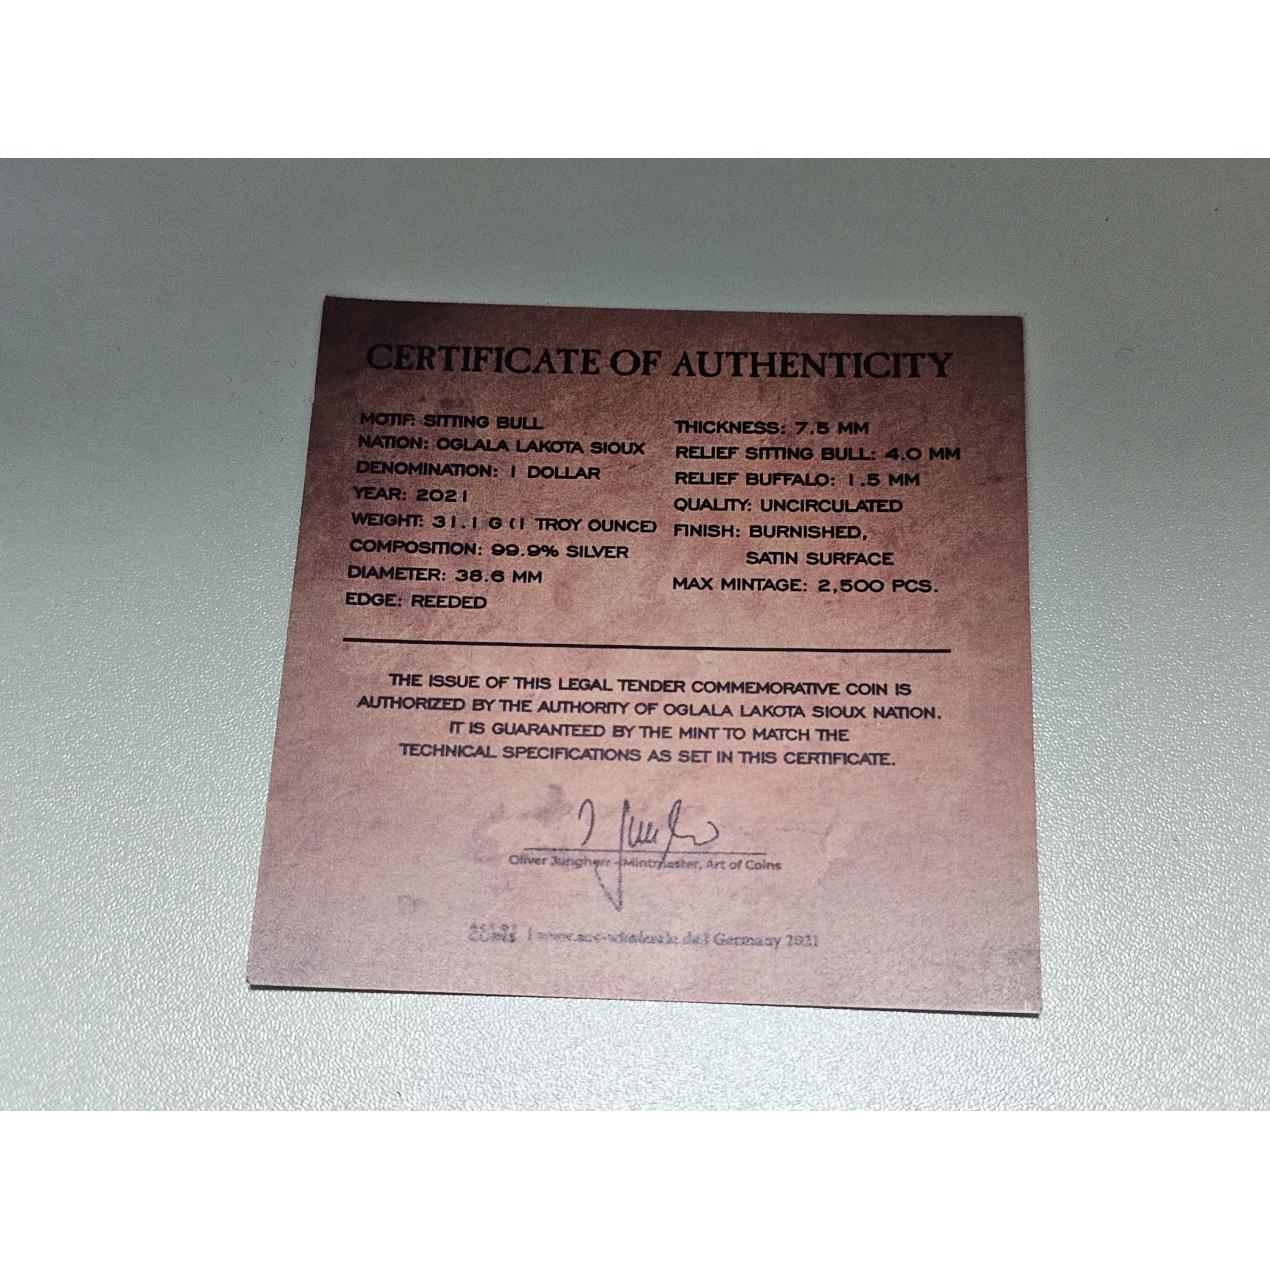 CERTIFICATE OF AUTHENTICITY
MOTIF: SITTING BULL
NATION: OGLALA LAKOTA SIOUX
DENOMINATION: 1 DOLLAR
YEAR: 2021
WEIGHT: 31.1 G (1 TROY OUNCE)
COMPOSITION: 99.9% SILVER
DIAMETER: 38.6 MM
EDGE: REEDED
THICKNESS: 7.5 MM
RELIEF SITTING BULL: 4.0 MM
RELIEF BUFFALO: 1.5 MM
QUALITY: UNCIRCULATED
FINISH: BURNISHED,
SATIN SURFACE
MAX MINTAGE: 2,500 PCS.
THE ISSUE OF THIS LEGAL TENDER COMMEMORATIVE COIN IS
AUTHORIZED BY THE AUTHORITY OF OGLALA LAKOTA SIOUX NATION.
IT IS GUARANTEED BY THE MINT TO MATCH THE
TECHNICAL SPECIFICATIONS AS SET IN THIS CERTIFICATE.
Oliver Jungherr - Mintmaster, Art of Coins
| Germany 2021